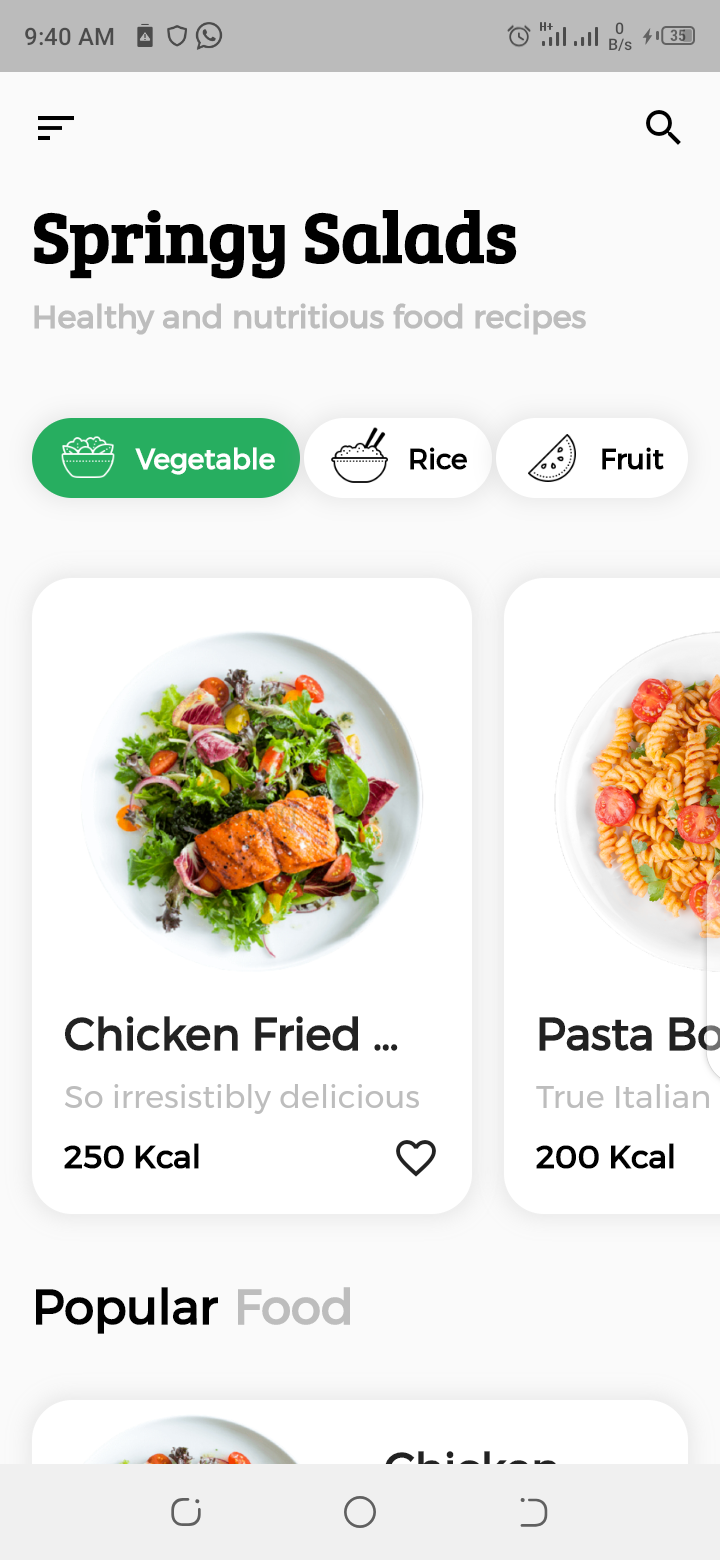 9:40 AM H+ 0 B/s 35
Springy Salads
Healthy and nutritious food recipes
Vegetable Rice Fruit
Chicken Fried ... Pasta Bo
So irresistibly delicious True Italian
250 Kcal 200 Kcal
Popular Food
Chicken